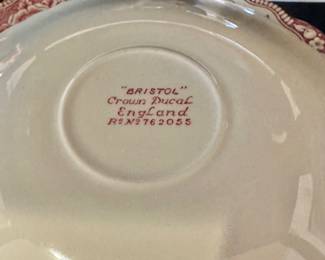 "BRISTOL"
Crown Ducal
England
Rᵈ Nº 762055